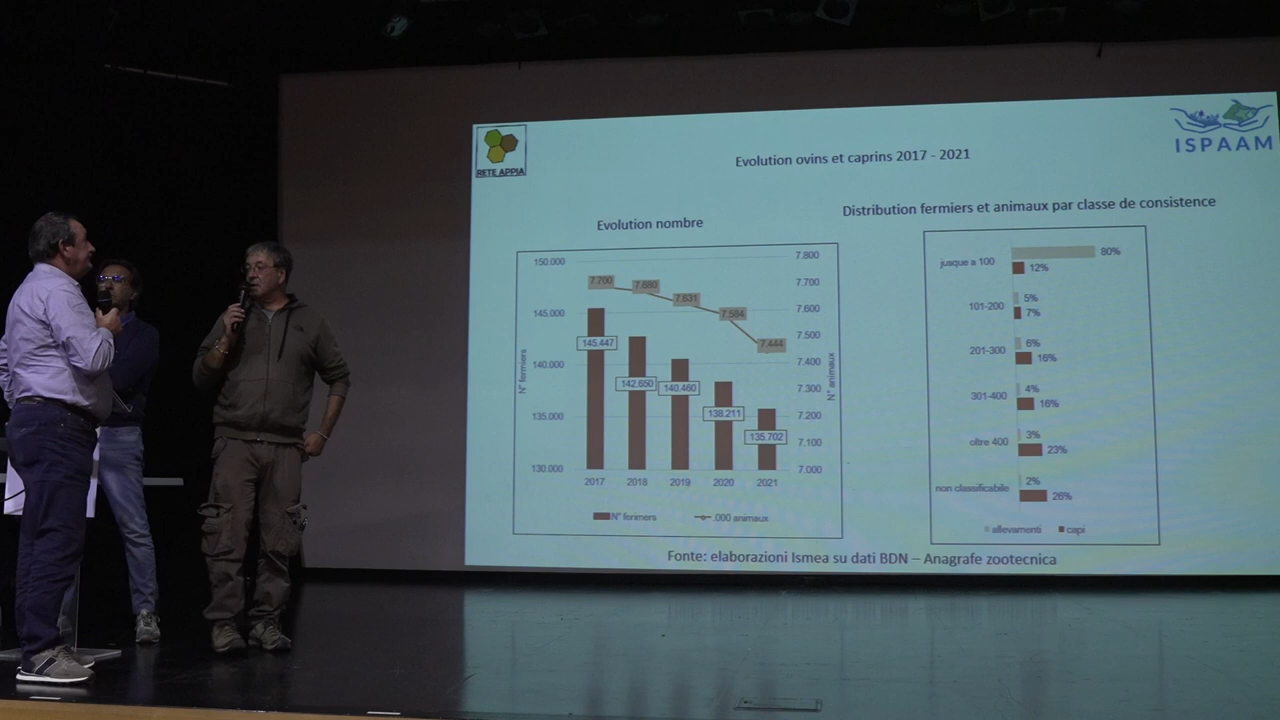 RETE APPIA
ISPAAM
Evolution ovins et caprins 2017 - 2021
Evolution nombre
150.000
145.000
140.000
135.000
130.000
N° fermiers
7.800
7.700
7.600
7.500
7.400
7.300
7.200
7.100
7.000
N° animaux
7.700
7.680
7.631
7.584
7.444
145.447
142.650
140.460
138.211
135.702
2017 2018 2019 2020 2021
N° ferimers .000 animaux
Distribution fermiers et animaux par classe de consistence
jusque a 100 80%
12%
101-200 5%
7%
201-300 6%
16%
301-400 4%
16%
oltre 400 3%
23%
non classificabile 2%
26%
allevamenti capi
Fonte: elaborazioni Ismea su dati BDN – Anagrafe zootecnica